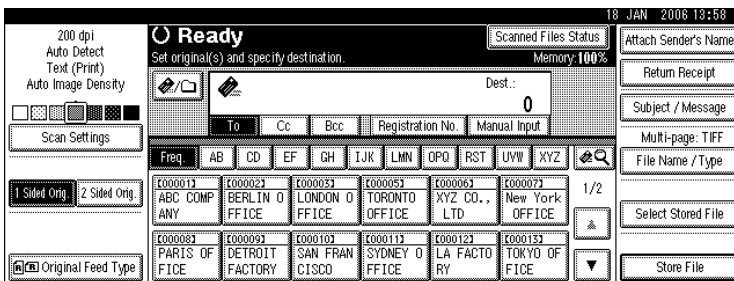 18 JAN 2006 13:58
200 dpi
Auto Detect
Text (Print)
Auto Image Density
Scan Settings
1 Sided Orig. 2 Sided Orig.
Original Feed Type
Ready
Scanned Files Status
Set original(s) and specify destination.
Memory:100%
Dest.:
0
To Cc Bcc Registration No. Manual Input
Freq. AB CD EF GH IJK LMN OPQ RST UVW XYZ
[00001] [00002] [00003] [00005] [00006] [00007]
ABC COMP BERLIN O LONDON O TORONTO XYZ CO., New York
ANY FFICE FFICE OFFICE LTD OFFICE
1/2
[00008] [00009] [00010] [00011] [00012] [00013]
PARIS OF DETROIT SAN FRAN SYDNEY O LA FACTO TOKYO OF
FICE FACTORY CISCO FFICE RY FICE
Attach Sender's Name
Return Receipt
Subject / Message
Multi-page: TIFF
File Name / Type
Select Stored File
Store File